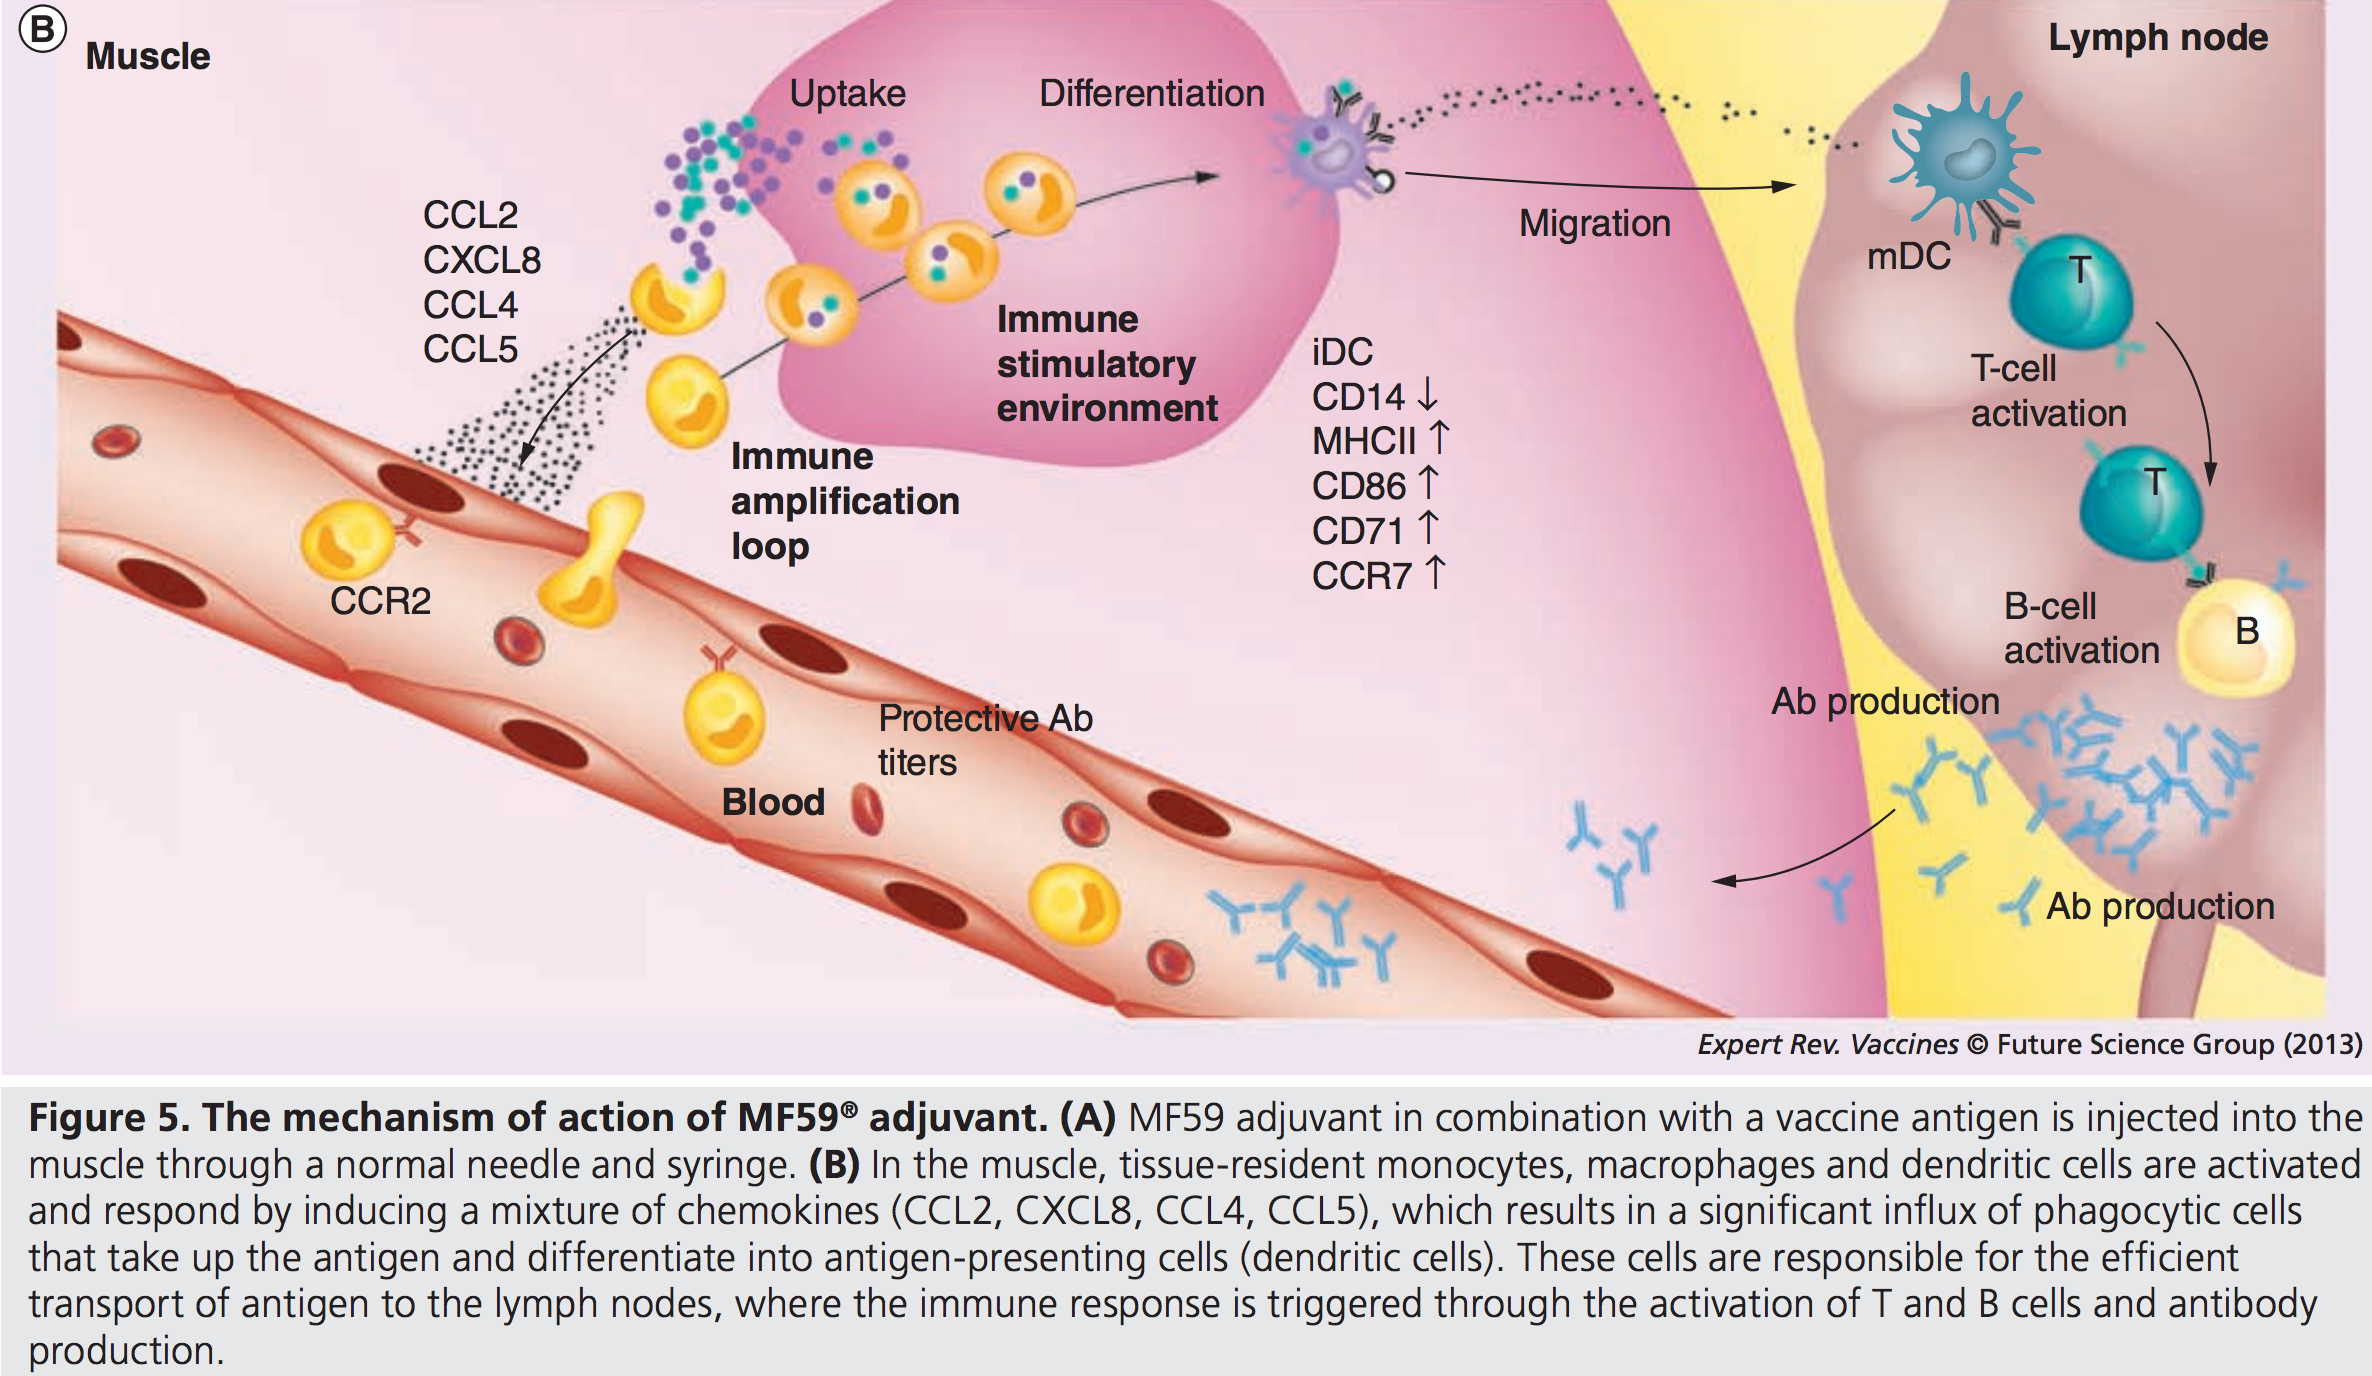 B
Muscle
Lymph node
Uptake
Differentiation
CCL2
CXCL8
CCL4
CCL5
Migration
mDC
T
T-cell
activation
Immune
stimulatory
environment
iDC
CD14 ↓
MHCII ↑
CD86 ↑
CD71 ↑
CCR7 ↑
Immune
amplification
loop
T
CCR2
B-cell
activation
B
Ab production
Protective Ab
titers
Blood
Ab production
Expert Rev. Vaccines © Future Science Group (2013)
Figure 5. The mechanism of action of MF59® adjuvant. (A) MF59 adjuvant in combination with a vaccine antigen is injected into the
muscle through a normal needle and syringe. (B) In the muscle, tissue-resident monocytes, macrophages and dendritic cells are activated
and respond by inducing a mixture of chemokines (CCL2, CXCL8, CCL4, CCL5), which results in a significant influx of phagocytic cells
that take up the antigen and differentiate into antigen-presenting cells (dendritic cells). These cells are responsible for the efficient
transport of antigen to the lymph nodes, where the immune response is triggered through the activation of T and B cells and antibody
production.